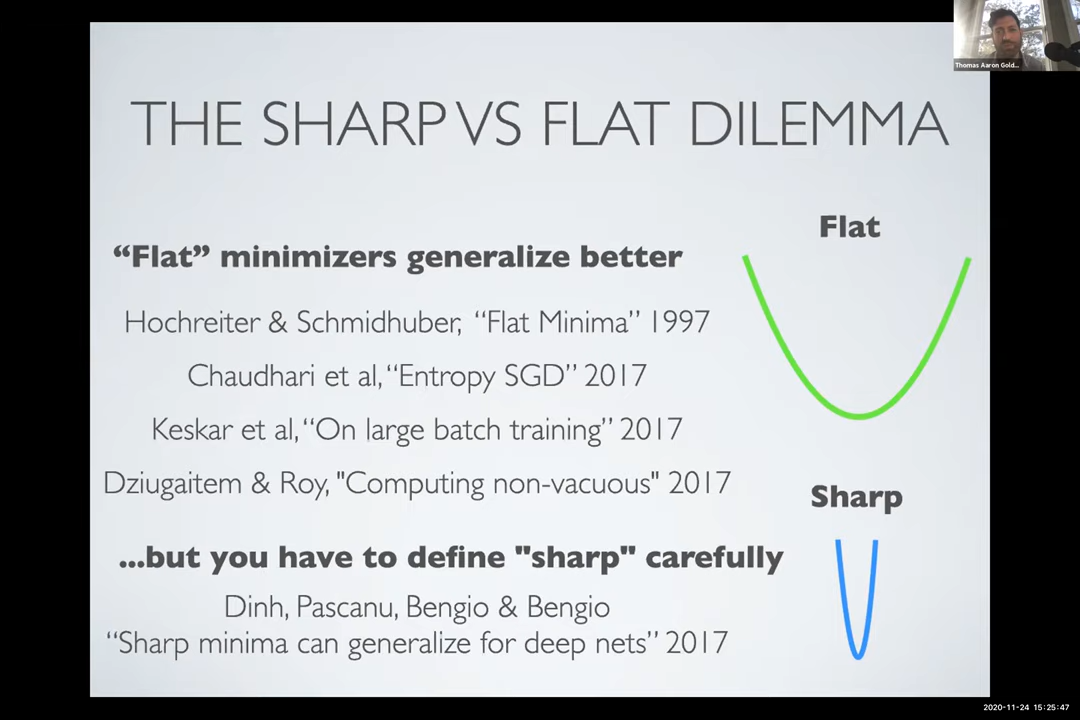 Thomas Aaron Gold...
THE SHARP VS FLAT DILEMMA
“Flat” minimizers generalize better
Hochreiter & Schmidhuber, “Flat Minima” 1997
Chaudhari et al, “Entropy SGD” 2017
Keskar et al, “On large batch training” 2017
Dziugaitem & Roy, "Computing non-vacuous" 2017
...but you have to define "sharp" carefully
Dinh, Pascanu, Bengio & Bengio
“Sharp minima can generalize for deep nets” 2017
Flat
Sharp
2020-11-24 15:25:47